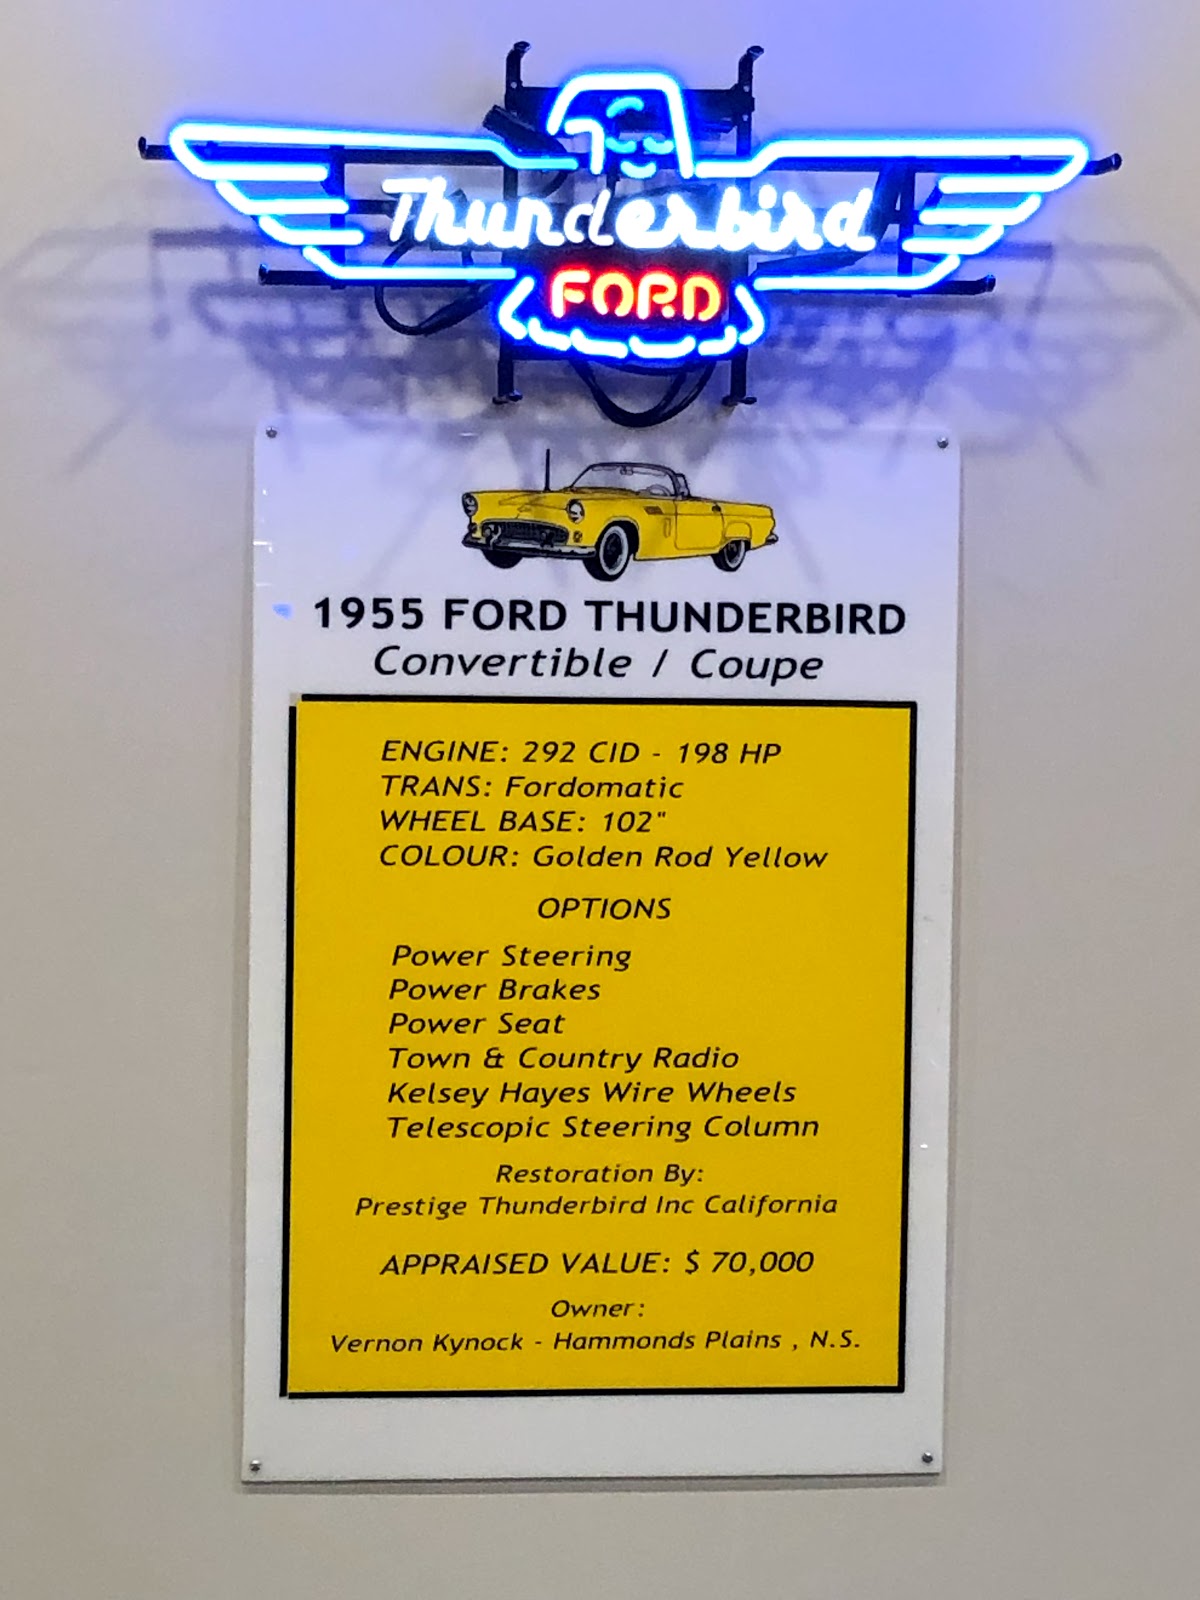 Thunderbird
FORD
1955 FORD THUNDERBIRD
Convertible / Coupe
ENGINE: 292 CID - 198 HP
TRANS: Fordomatic
WHEEL BASE: 102"
COLOUR: Golden Rod Yellow
OPTIONS
Power Steering
Power Brakes
Power Seat
Town & Country Radio
Kelsey Hayes Wire Wheels
Telescopic Steering Column
Restoration By:
Prestige Thunderbird Inc California
APPRAISED VALUE: $ 70,000
Owner:
Vernon Kynock - Hammonds Plains , N.S.